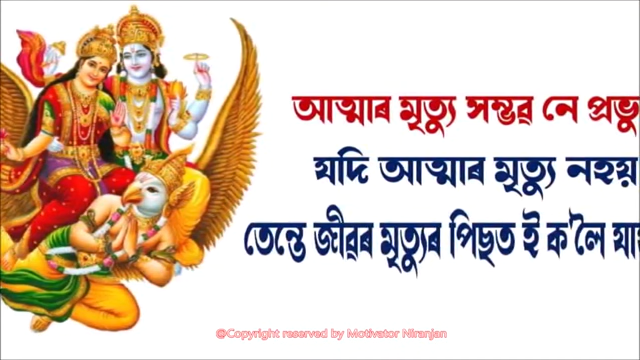 আত্মাৰ মৃত্যু সম্ভৱ নে প্ৰভু
যদি আত্মাৰ মৃত্যু নহয়
তেন্তে জীৱৰ মৃত্যুৰ পিছত ই ক'লৈ
@Copyright reserved by Motivator Niranjan